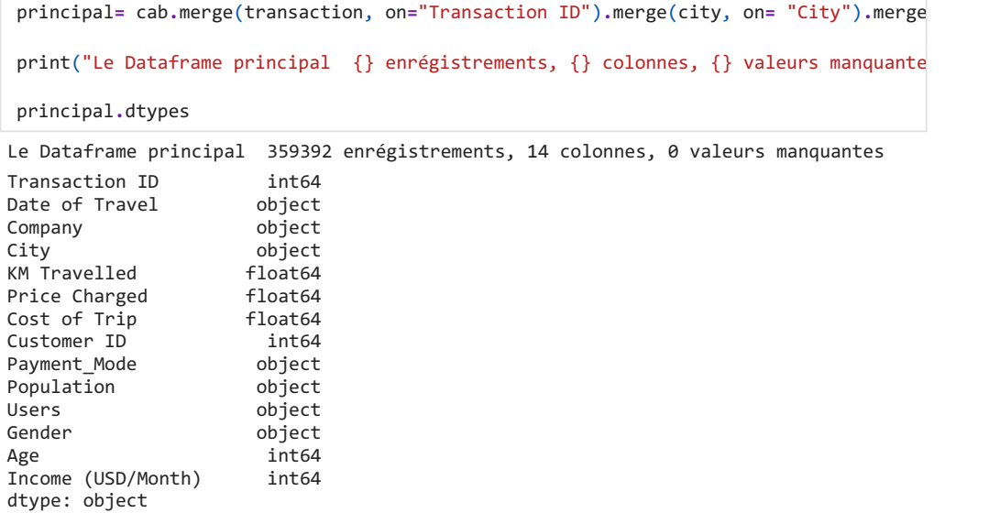 principal= cab.merge(transaction, on="Transaction ID").merge(city, on= "City").merge
print("Le Dataframe principal  {} enrégistrements, {} colonnes, {} valeurs manquante
principal.dtypes
Le Dataframe principal  359392 enrégistrements, 14 colonnes, 0 valeurs manquantes
Transaction ID              int64
Date of Travel             object
Company                    object
City                       object
KM Travelled              float64
Price Charged             float64
Cost of Trip              float64
Customer ID                 int64
Payment_Mode               object
Population                 object
Users                      object
Gender                     object
Age                         int64
Income (USD/Month)          int64
dtype: object